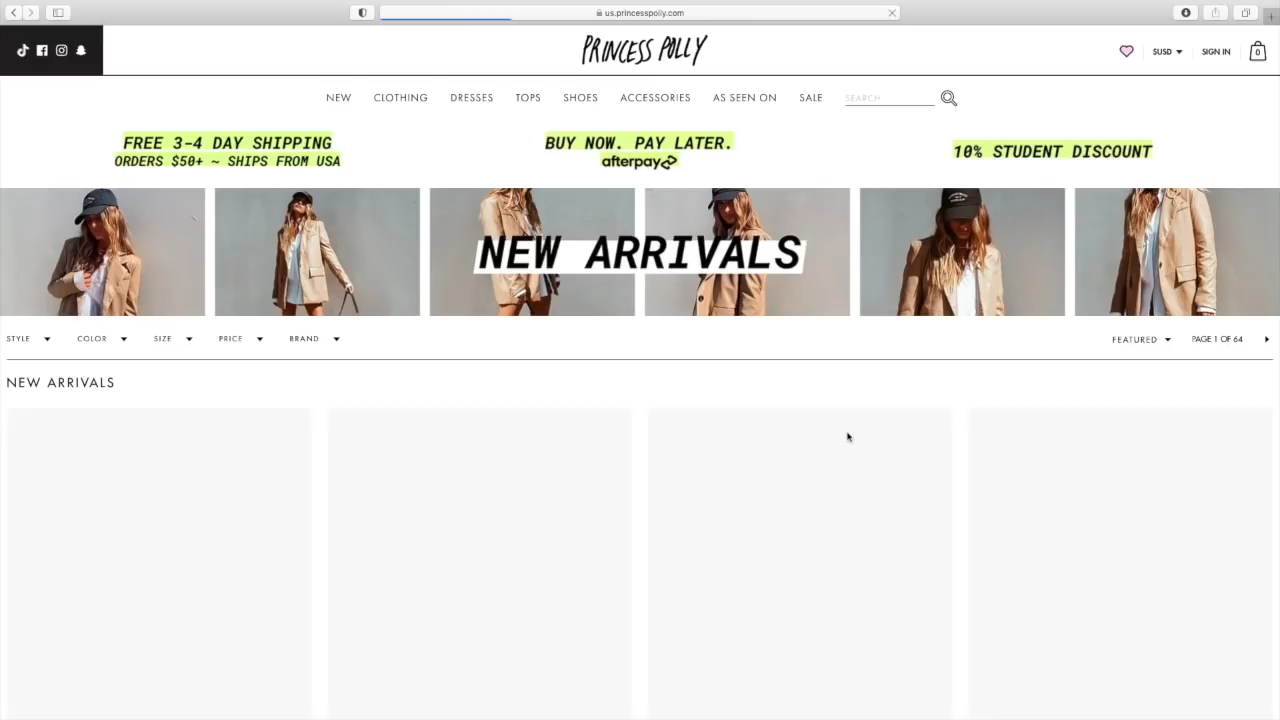 us.princesspolly.com
PRINCESS POLLY
SUSD
SIGN IN
0
NEW
CLOTHING
DRESSES
TOPS
SHOES
ACCESSORIES
AS SEEN ON
SALE
SEARCH
FREE 3-4 DAY SHIPPING
ORDERS $50+ ~ SHIPS FROM USA
BUY NOW. PAY LATER.
afterpay
10% STUDENT DISCOUNT
NEW ARRIVALS
STYLE
COLOR
SIZE
PRICE
BRAND
FEATURED
PAGE 1 OF 64
NEW ARRIVALS